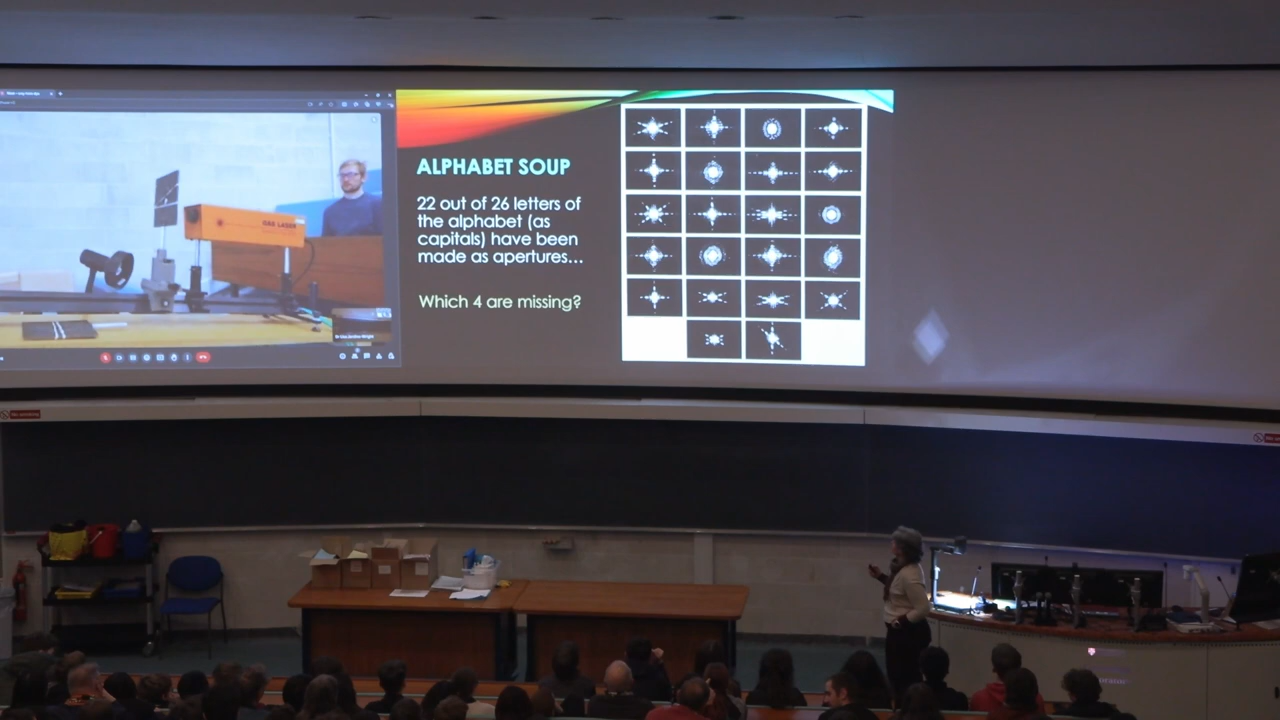 ALPHABET SOUP
22 out of 26 letters of
the alphabet (as
capitals) have been
made as apertures...
Which 4 are missing?
GAS LASER